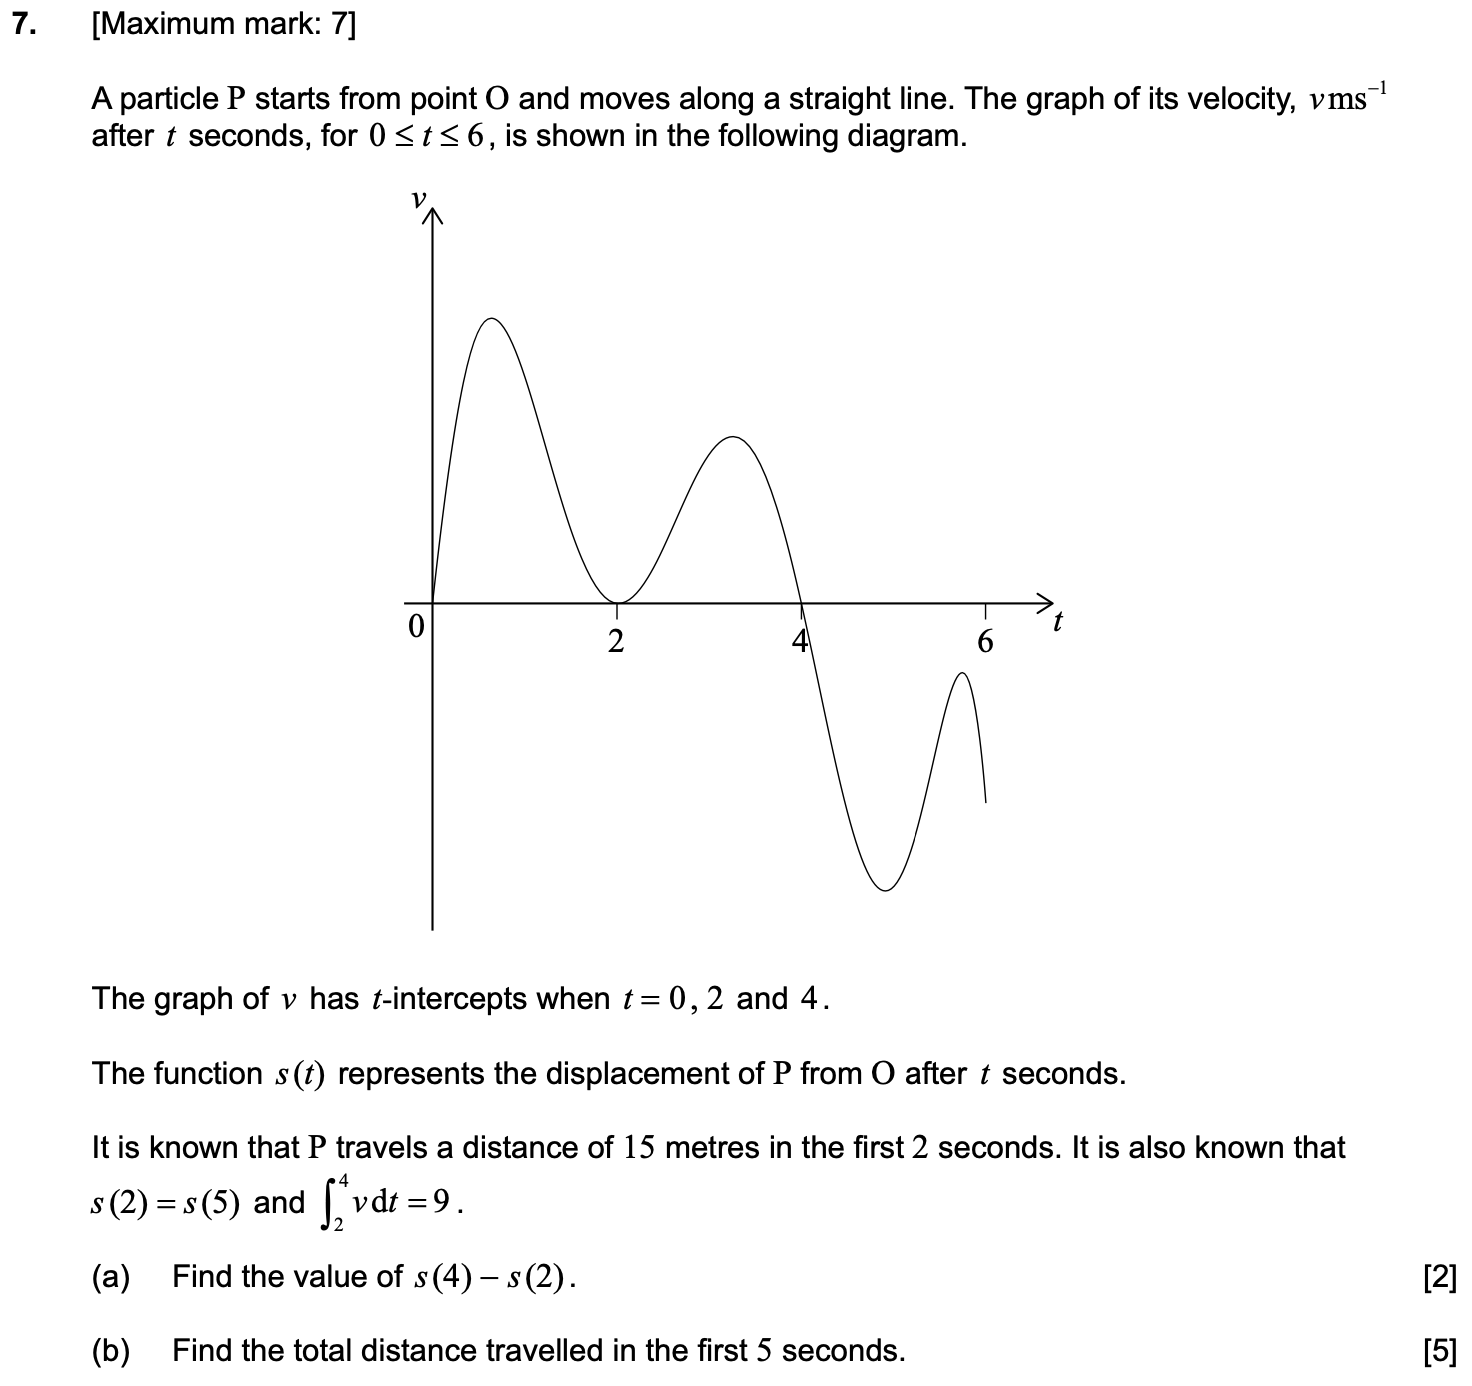 7. [Maximum mark: 7]
A particle P starts from point O and moves along a straight line. The graph of its velocity, v ms⁻¹
after t seconds, for 0 ≤ t ≤ 6, is shown in the following diagram.
v
0
2
4
6
t
The graph of v has t-intercepts when t = 0, 2 and 4.
The function s(t) represents the displacement of P from O after t seconds.
It is known that P travels a distance of 15 metres in the first 2 seconds. It is also known that
s(2) = s(5) and ∫₂⁴ v dt = 9.
(a) Find the value of s(4) − s(2). [2]
(b) Find the total distance travelled in the first 5 seconds. [5]